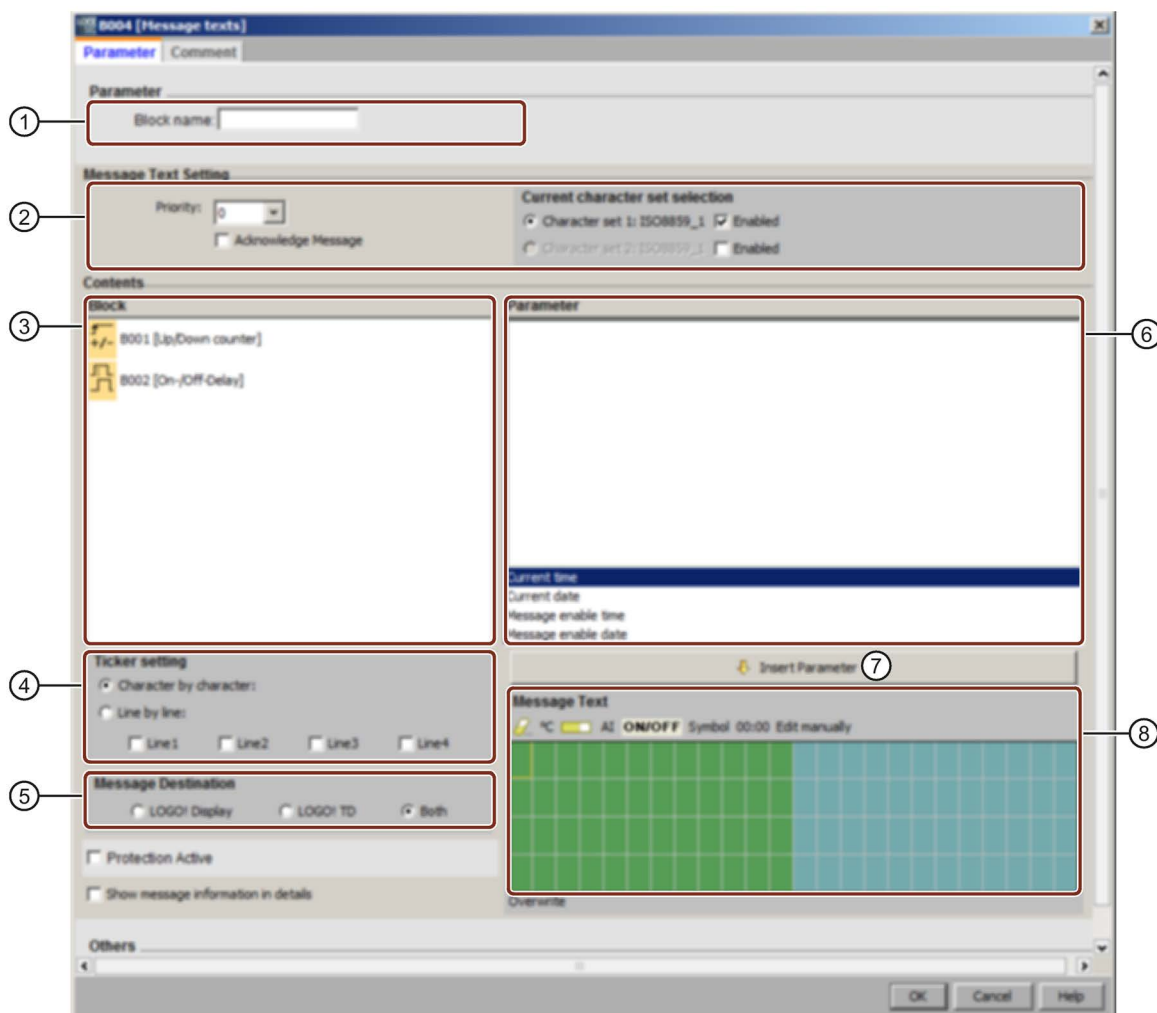 B004 [Message texts]
Parameter
Comment
Parameter
① Block name:
Message Text Setting
② Priority: 0
Acknowledge Message
Current character set selection
Character set 1: ISO8859_1 Enabled
Character set 2: ISO8859_1 Enabled
Contents
③ Block
B001 [Up/Down counter]
B002 [On-/Off-Delay]
Parameter ⑥
Current time
Current date
Message enable time
Message enable date
④ Ticker setting
Character by character:
Line by line:
Line1 Line2 Line3 Line4
⑤ Message Destination
LOGO! Display LOGO! TD Both
Protection Active
Show message information in details
Insert Parameter ⑦
Message Text ⑧
°C AI ON/OFF Symbol 00:00 Edit manually
Overwrite
Others
OK Cancel Help